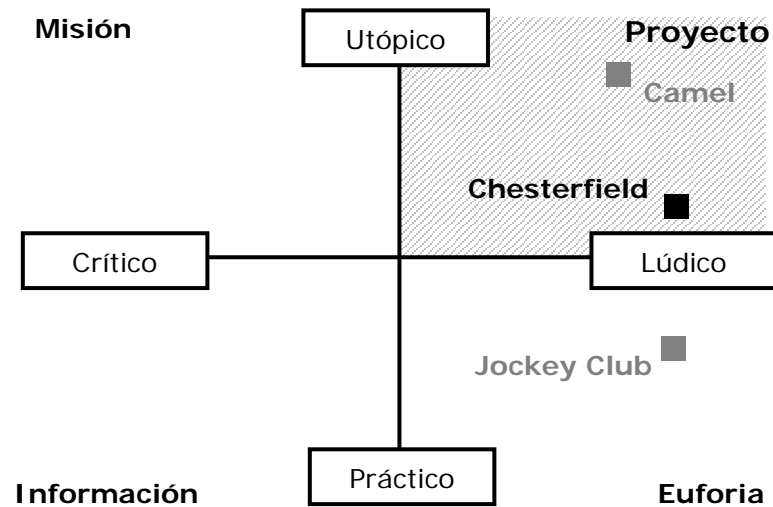 Misión
Utópico
Proyecto
Camel
Chesterfield
Crítico
Lúdico
Jockey Club
Práctico
Información
Euforia